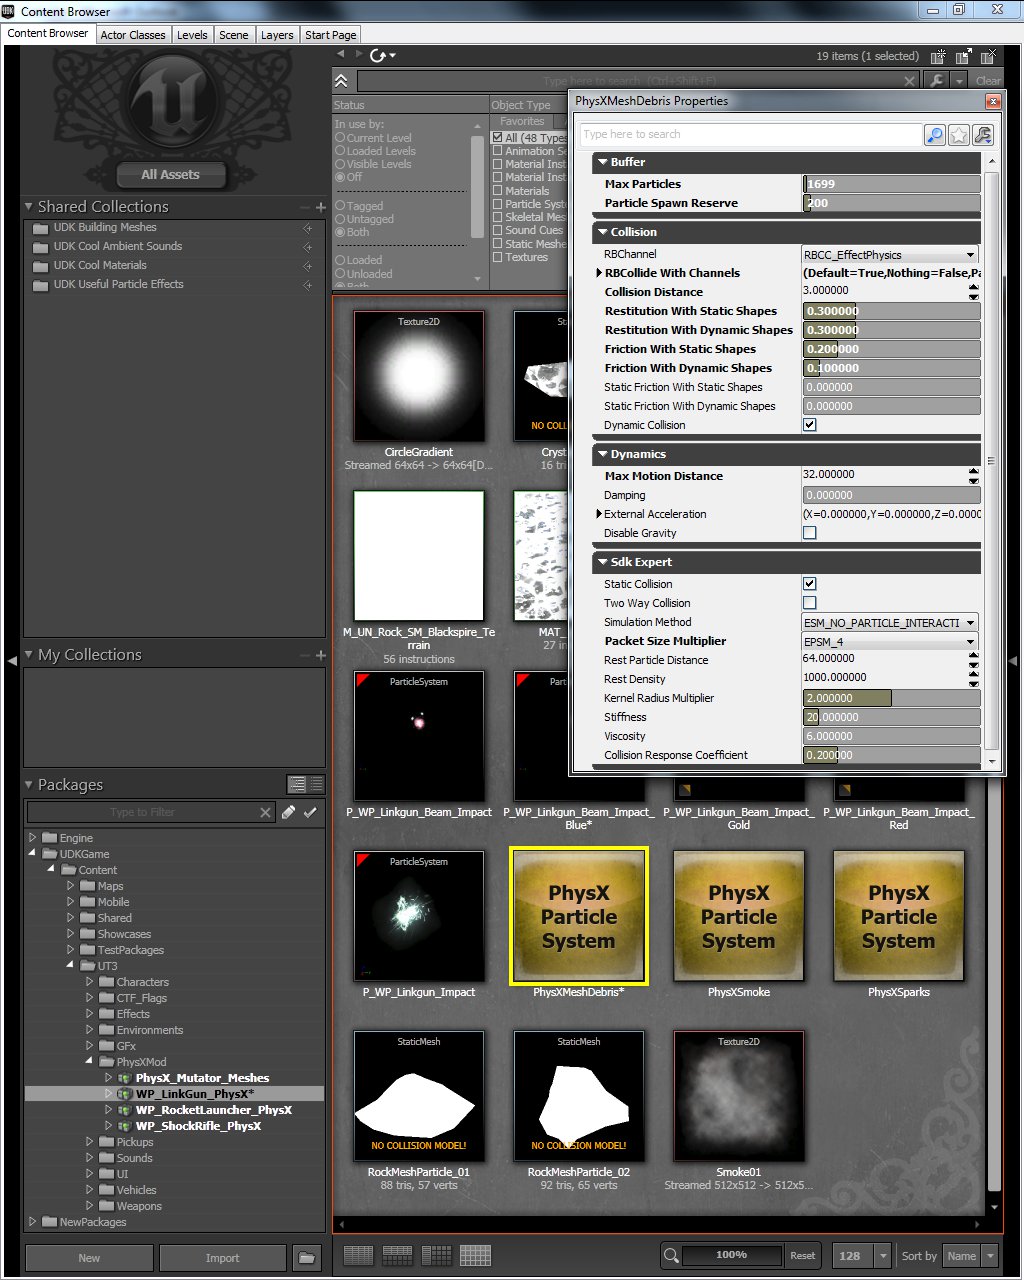 Content Browser
Content Browser
Actor Classes
Levels
Scene
Layers
Start Page
All Assets
Shared Collections
UDK Building Meshes
UDK Cool Ambient Sounds
UDK Cool Materials
UDK Useful Particle Effects
My Collections
Packages
Type to Filter
Engine
UDKGame
Content
Maps
Mobile
Shared
Showcases
TestPackages
UT3
Characters
CTF_Flags
Effects
Environments
GFx
PhysXMod
PhysX_Mutator_Meshes
WP_LinkGun_PhysX*
WP_RocketLauncher_PhysX
WP_ShockRifle_PhysX
Pickups
Sounds
UI
Vehicles
Weapons
NewPackages
New
Import
19 items (1 selected)
Type here to search (Ctrl+Shift+F)
Clear
Status
In use by:
Current Level
Loaded Levels
Visible Levels
Off
Tagged
Untagged
Both
Loaded
Unloaded
Both
Object Type
Favorites
All (48 Types
Animation Se
Material Inst
Material Inst
Materials
Particle Syst
Skeletal Mes
Sound Cues
Static Meshe
Textures
Texture2D
CircleGradient
Streamed 64x64 -> 64x64[D...
NO COLL
Cryst
16 tris
M_UN_Rock_SM_Blackspire_Terrain
56 instructions
MAT_
27 in
ParticleSystem
P_WP_Linkgun_Beam_Impact
P_WP_Linkgun_Beam_Impact_Blue*
P_WP_Linkgun_Beam_Impact_Gold
P_WP_Linkgun_Beam_Impact_Red
ParticleSystem
P_WP_Linkgun_Impact
PhysX Particle System
PhysXMeshDebris*
PhysX Particle System
PhysXSmoke
PhysX Particle System
PhysXSparks
StaticMesh
NO COLLISION MODEL!
RockMeshParticle_01
88 tris, 57 verts
StaticMesh
NO COLLISION MODEL!
RockMeshParticle_02
92 tris, 65 verts
Texture2D
Smoke01
Streamed 512x512 -> 512x5...
100%
Reset
128
Sort by
Name
PhysXMeshDebris Properties
Type here to search
Buffer
Max Particles 1699
Particle Spawn Reserve 200
Collision
RBChannel RBCC_EffectPhysics
RBCollide With Channels (Default=True,Nothing=False,Pa
Collision Distance 3.000000
Restitution With Static Shapes 0.300000
Restitution With Dynamic Shapes 0.300000
Friction With Static Shapes 0.200000
Friction With Dynamic Shapes 0.100000
Static Friction With Static Shapes 0.000000
Static Friction With Dynamic Shapes 0.000000
Dynamic Collision
Dynamics
Max Motion Distance 32.000000
Damping 0.000000
External Acceleration (X=0.000000,Y=0.000000,Z=0.0000
Disable Gravity
Sdk Expert
Static Collision
Two Way Collision
Simulation Method ESM_NO_PARTICLE_INTERACTI
Packet Size Multiplier EPSM_4
Rest Particle Distance 64.000000
Rest Density 1000.000000
Kernel Radius Multiplier 2.000000
Stiffness 20.000000
Viscosity 6.000000
Collision Response Coefficient 0.200000